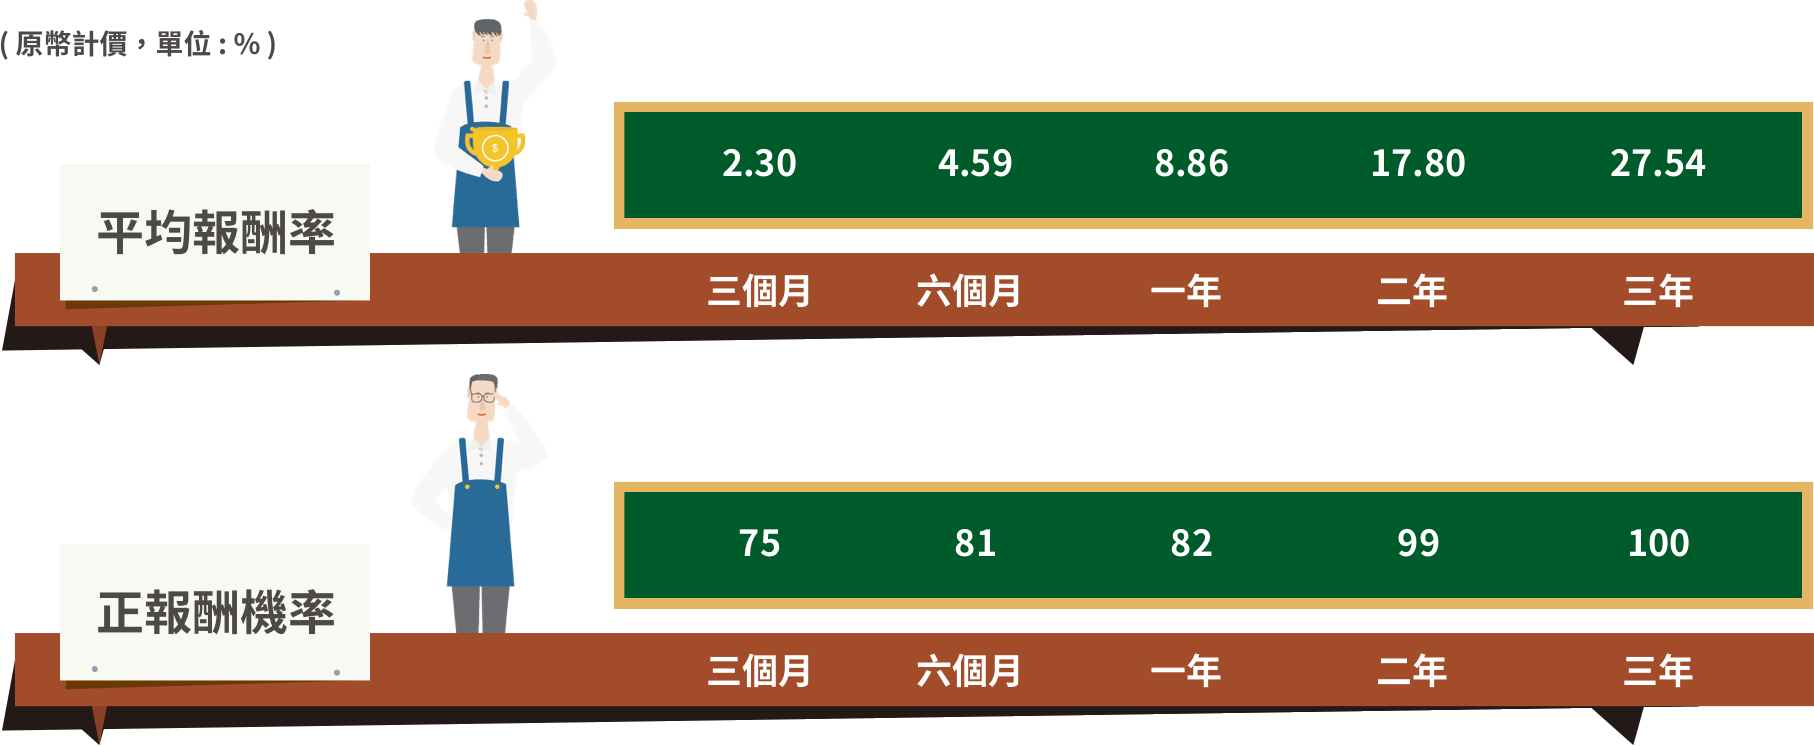 ( 原幣計價，單位 : % )
2.30 4.59 8.86 17.80 27.54
平均報酬率
三個月 六個月 一年 二年 三年
75 81 82 99 100
正報酬機率
三個月 六個月 一年 二年 三年